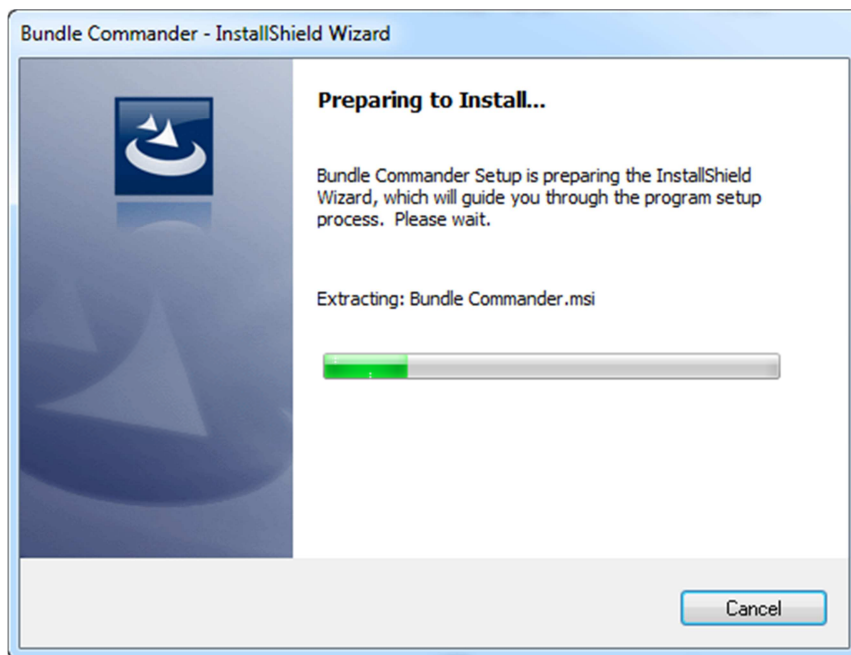 Bundle Commander - InstallShield Wizard
Preparing to Install...
Bundle Commander Setup is preparing the InstallShield
Wizard, which will guide you through the program setup
process.  Please wait.
Extracting: Bundle Commander.msi
Cancel